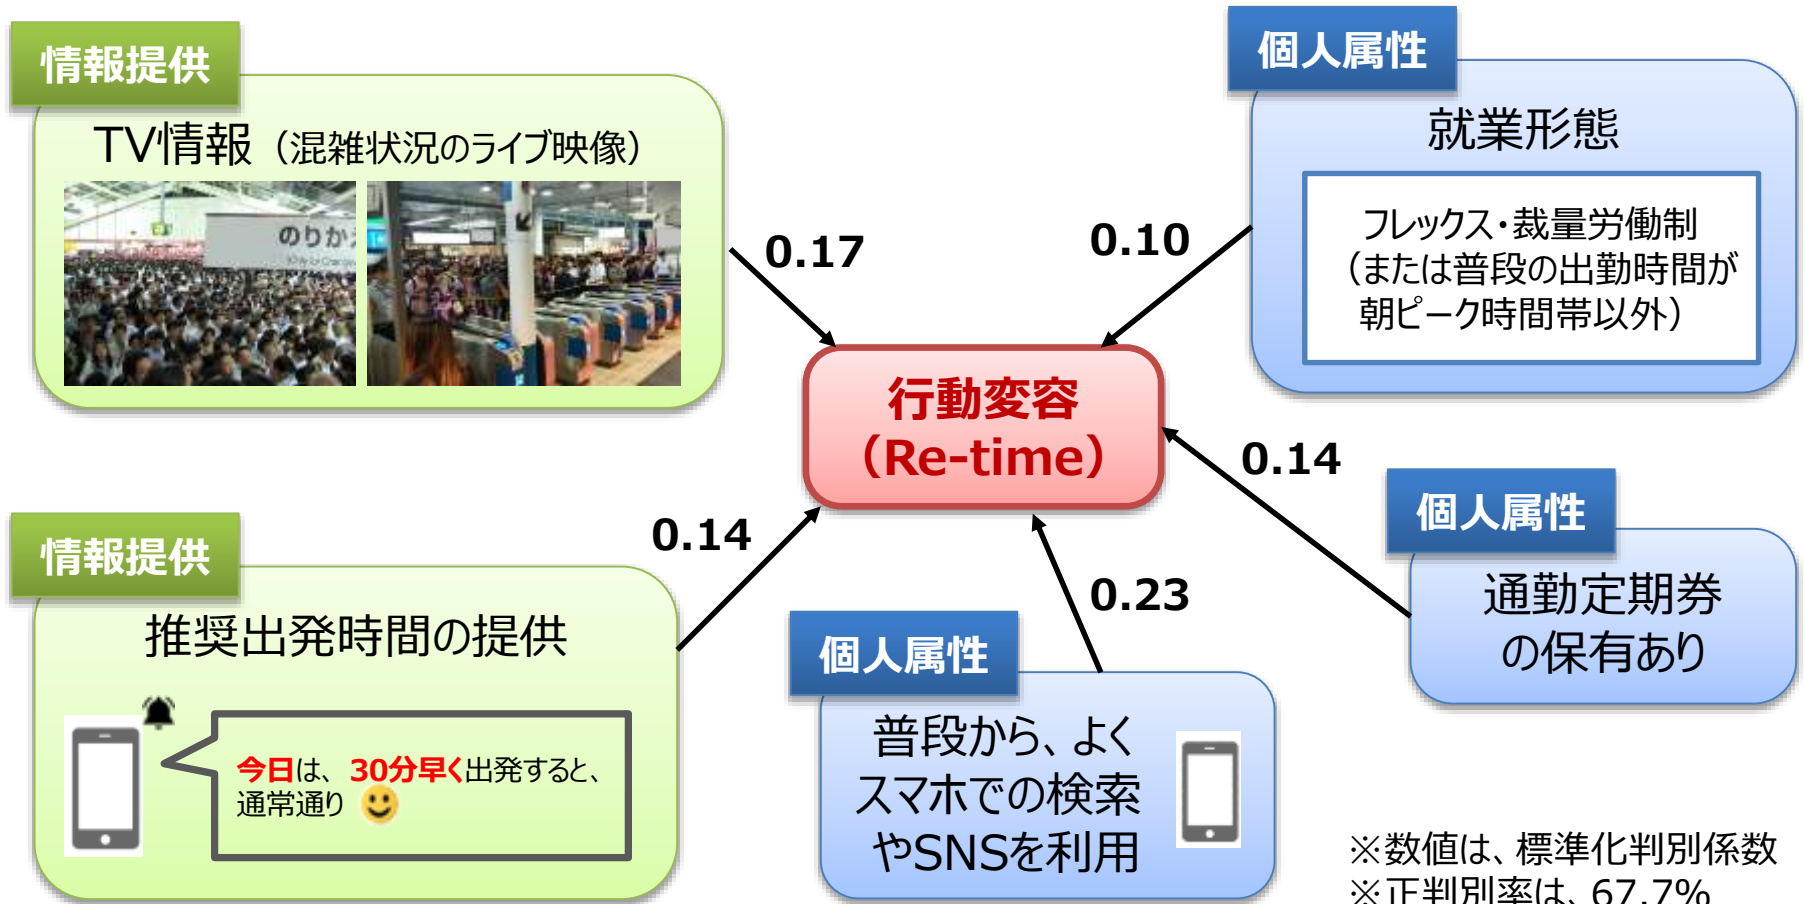 情報提供
TV情報（混雑状況のライブ映像）
のりか
0.17
個人属性
就業形態
フレックス・裁量労働制
（または普段の出勤時間が
朝ピーク時間帯以外）
0.10
行動変容
（Re-time）
情報提供
推奨出発時間の提供
今日は、30分早く出発すると、
通常通り
0.14
個人属性
普段から、よく
スマホでの検索
やSNSを利用
0.23
個人属性
通勤定期券
の保有あり
0.14
※数値は、標準化判別係数
※正判別率は、67.7%